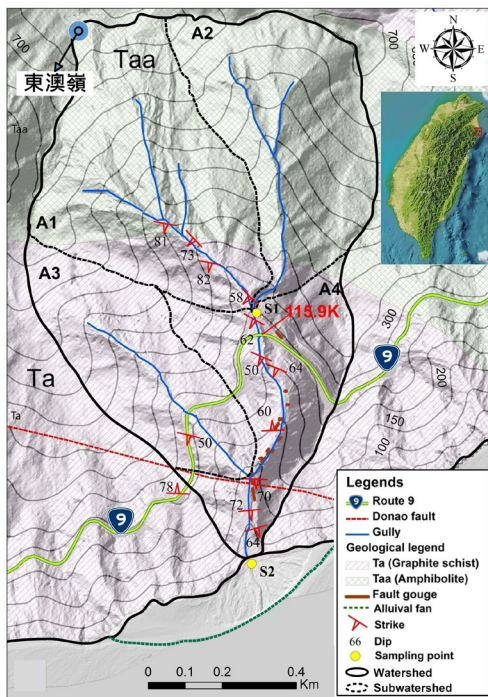 700
A2
N
W
E
S
700
Taa
東澳嶺
Taa
A1
81
73
82
A3
58
S1
A4
115.9K
62
300
9
50
64
200
Ta
60
150
Ta
50
100
78
70
72
9
64
S2
Legends
9 Route 9
Donao fault
Gully
Geological legend
Ta (Graphite schist)
Taa (Amphibolite)
Fault gouge
Alluival fan
Strike
66 Dip
Sampling point
Watershed
Subwatershed
0 0.1 0.2 0.4
Km